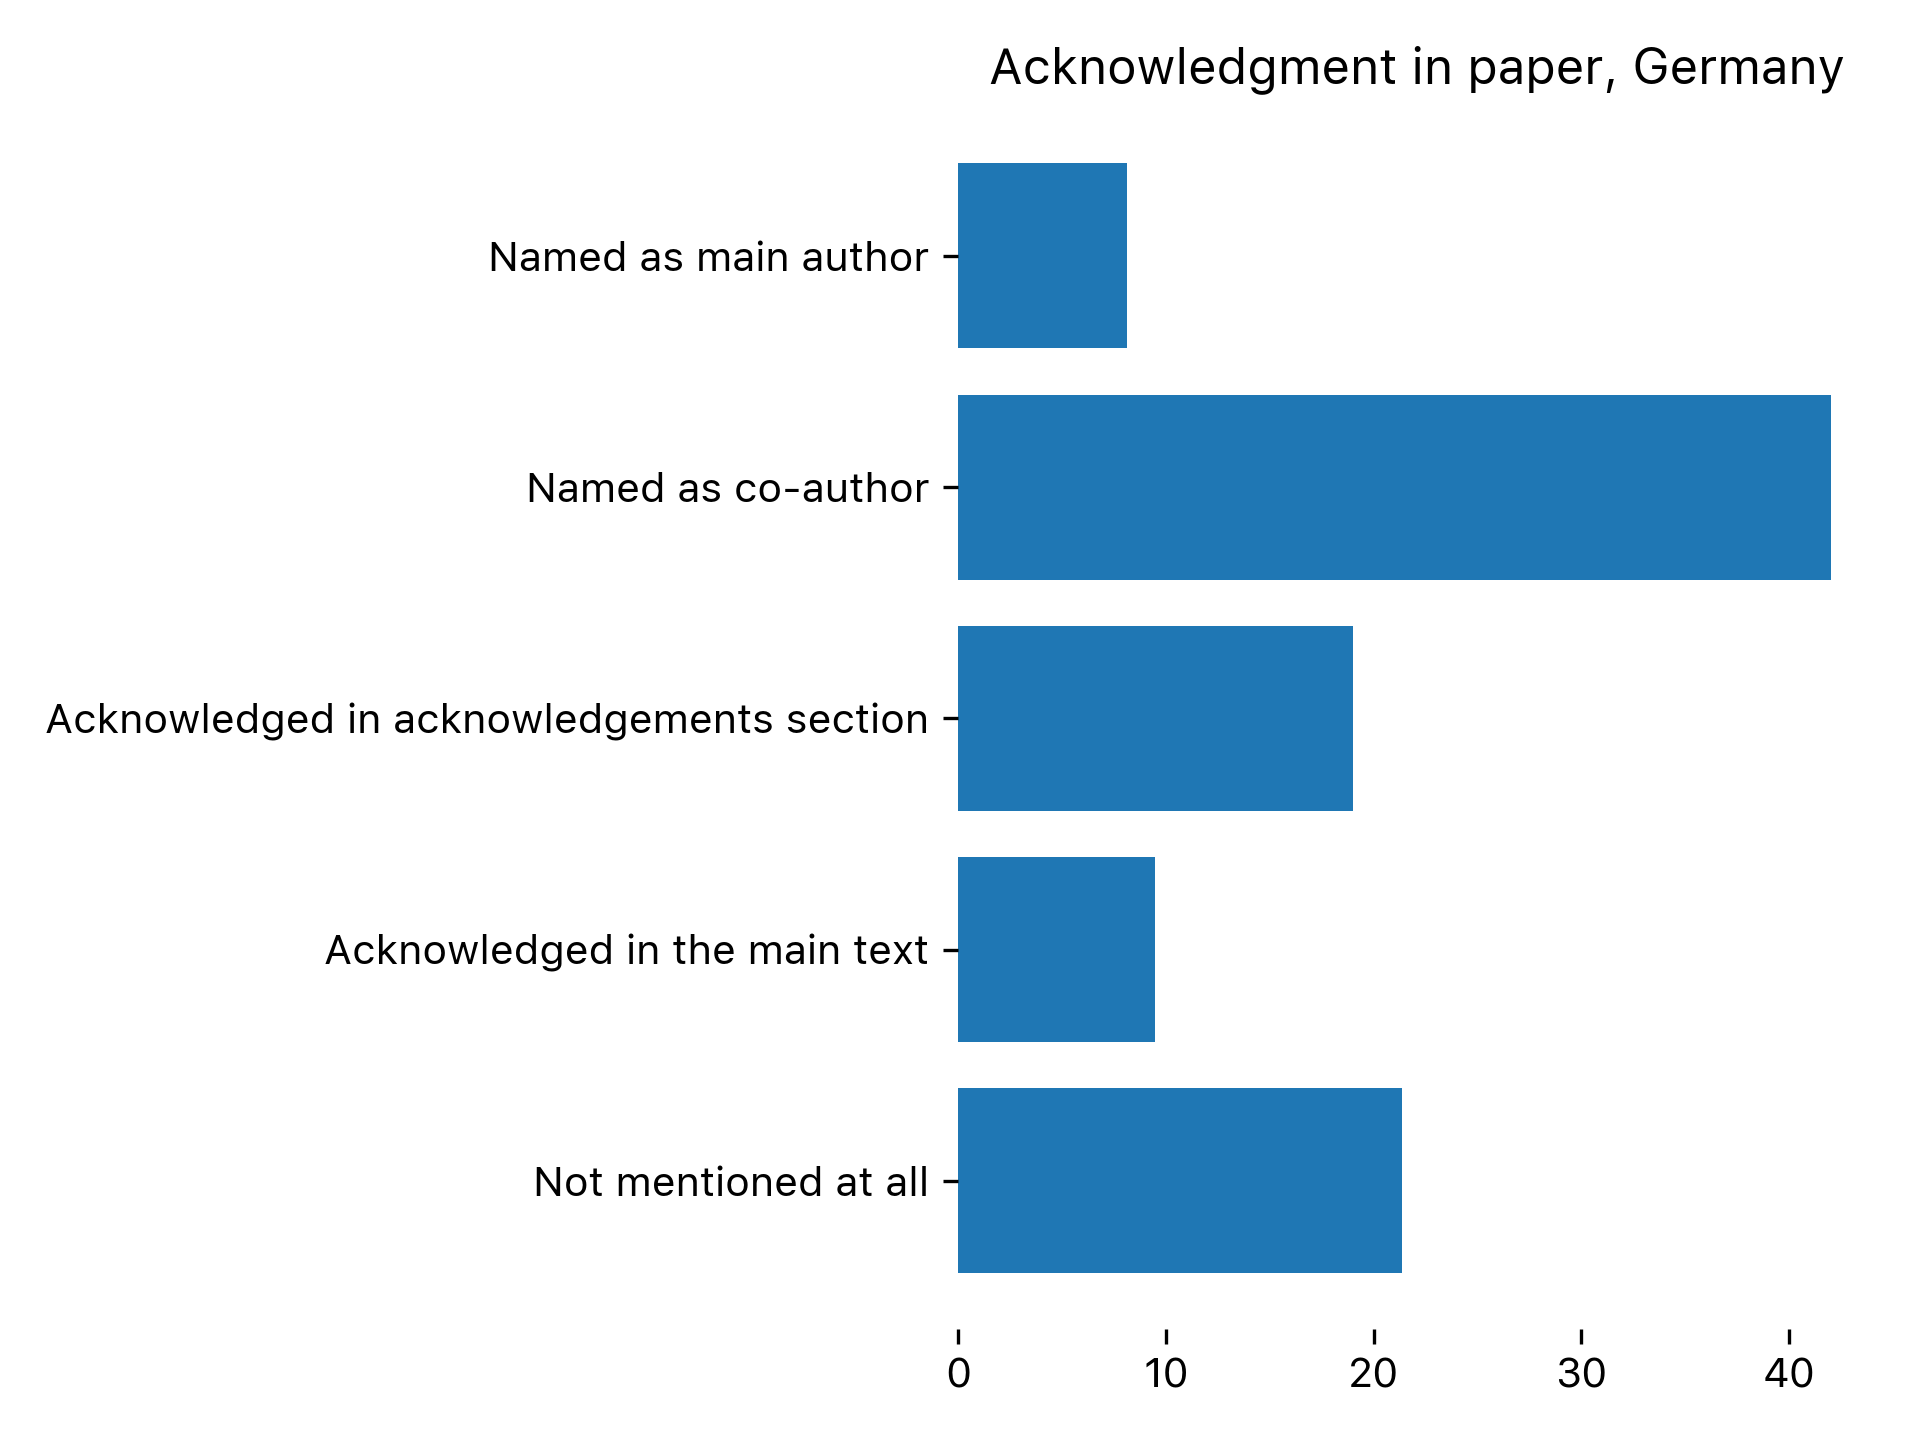 Acknowledgment in paper, Germany
Named as main author
Named as co-author
Acknowledged in acknowledgements section
Acknowledged in the main text
Not mentioned at all
0 10 20 30 40